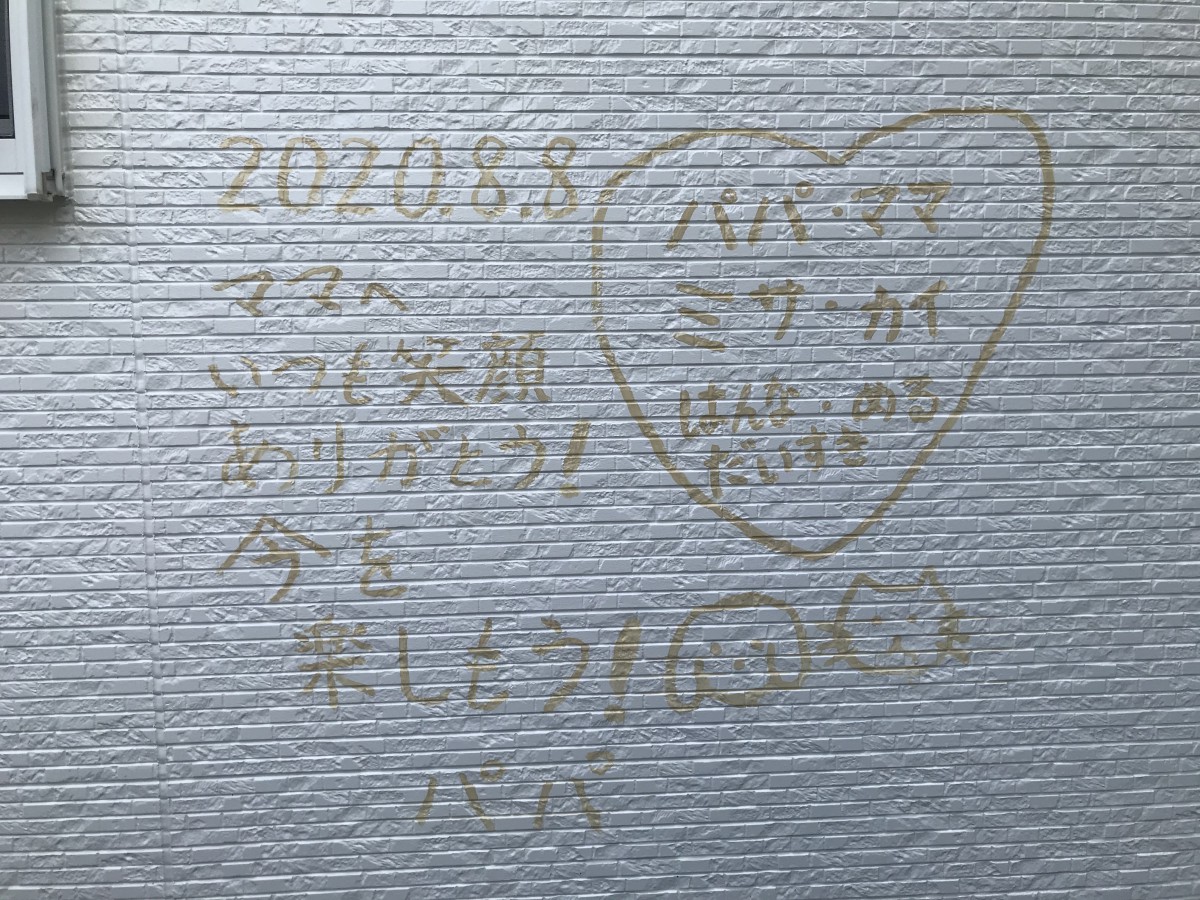 2020.8.8
ママへ
いつも笑顔
ありがとう!
今を
楽しもう!
パパ
パパ・ママ
ミサ・カイ
はんな・める
だいすき